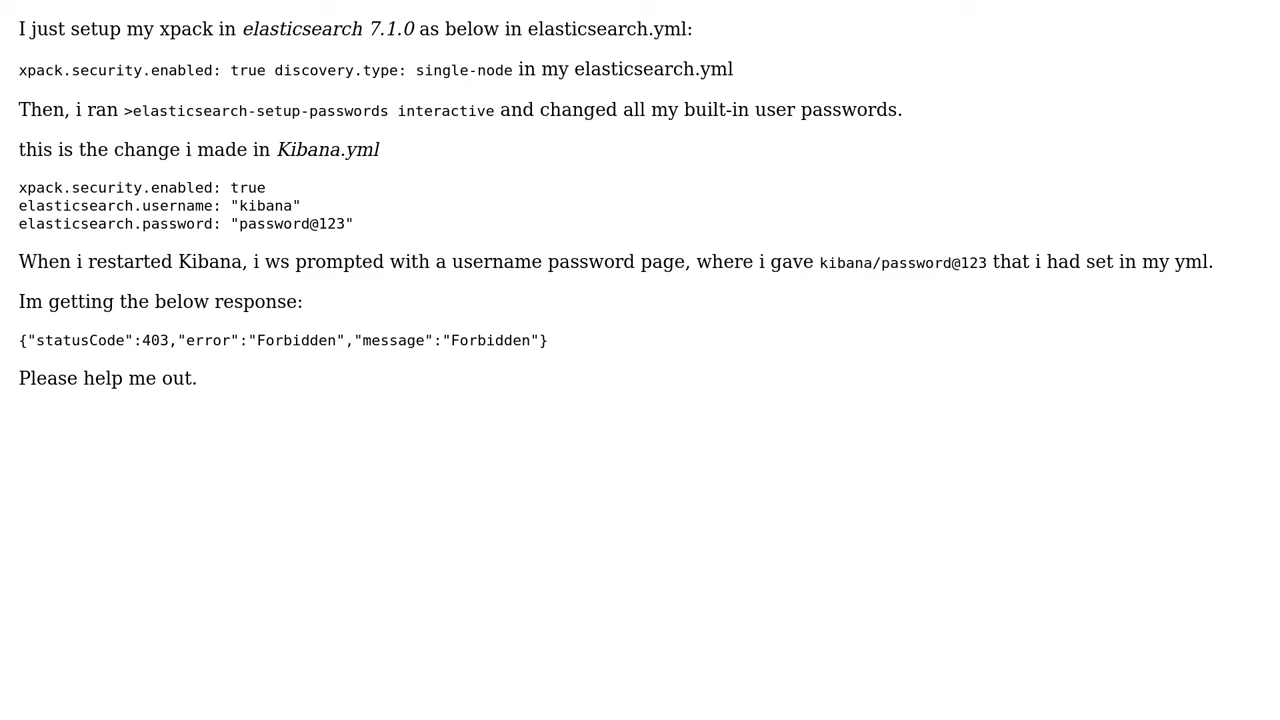 I just setup my xpack in elasticsearch 7.1.0 as below in elasticsearch.yml:
xpack.security.enabled: true discovery.type: single-node in my elasticsearch.yml
Then, i ran >elasticsearch-setup-passwords interactive and changed all my built-in user passwords.
this is the change i made in Kibana.yml
xpack.security.enabled: true
elasticsearch.username: "kibana"
elasticsearch.password: "password@123"
When i restarted Kibana, i ws prompted with a username password page, where i gave kibana/password@123 that i had set in my yml.
Im getting the below response:
{"statusCode":403,"error":"Forbidden","message":"Forbidden"}
Please help me out.